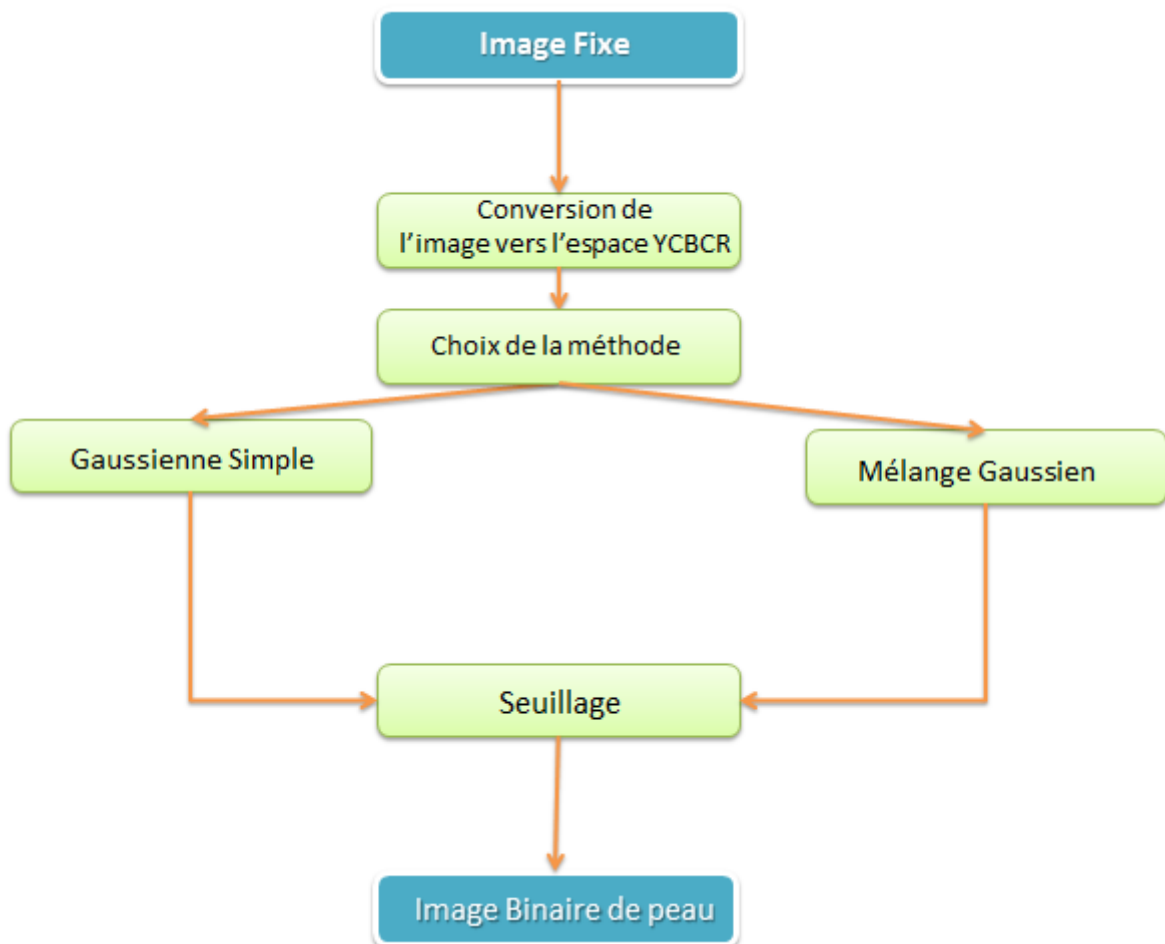 Image Fixe
Conversion de
l'image vers l'espace YCBCR
Choix de la méthode
Gaussienne Simple
Mélange Gaussien
Seuillage
Image Binaire de peau